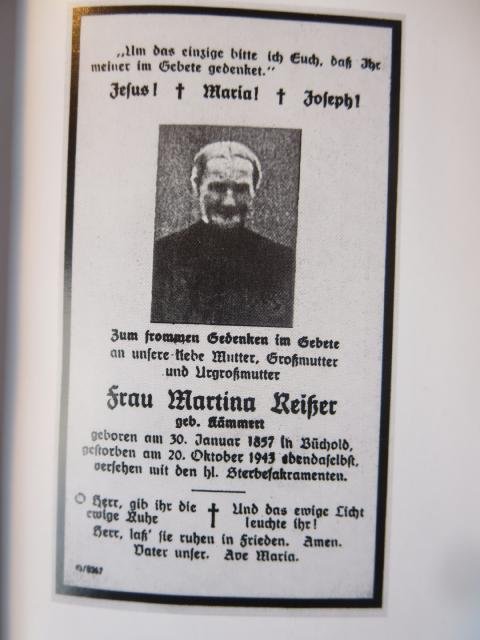 „Um das einzige bitte ich Euch, daß Ihr
meiner im Gebete gedenket.“
Jesus! † Maria! † Joseph!
Zum frommen Gedenken im Gebete
an unsere liebe Mutter, Großmutter
und Urgroßmutter
Frau Martina Reißer
geb. Kämmert
geboren am 30. Januar 1857 in Büchold,
gestorben am 20. Oktober 1943 ebendaselbst,
versehen mit den hl. Sterbesakramenten.
O Herr, gib ihr die
ewige Ruhe
†
Und das ewige Licht
leuchte ihr!
Herr, laß' sie ruhen in Frieden. Amen.
Vater unser. Ave Maria.